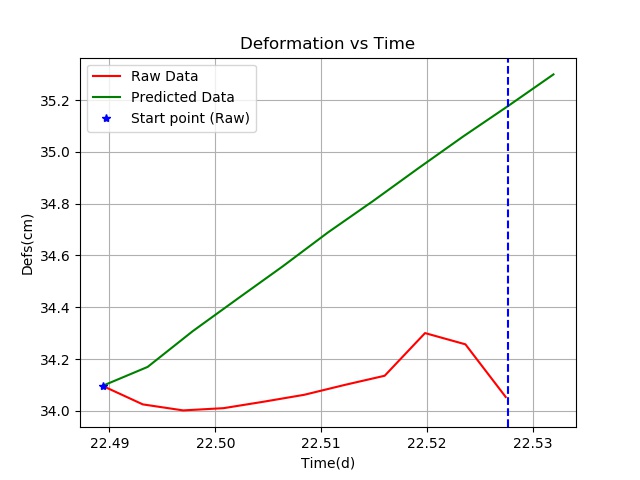 Deformation vs Time
Raw Data
Predicted Data
Start point (Raw)
35.2
35.0
34.8
34.6
34.4
34.2
34.0
Defs(cm)
22.49 22.50 22.51 22.52 22.53
Time(d)